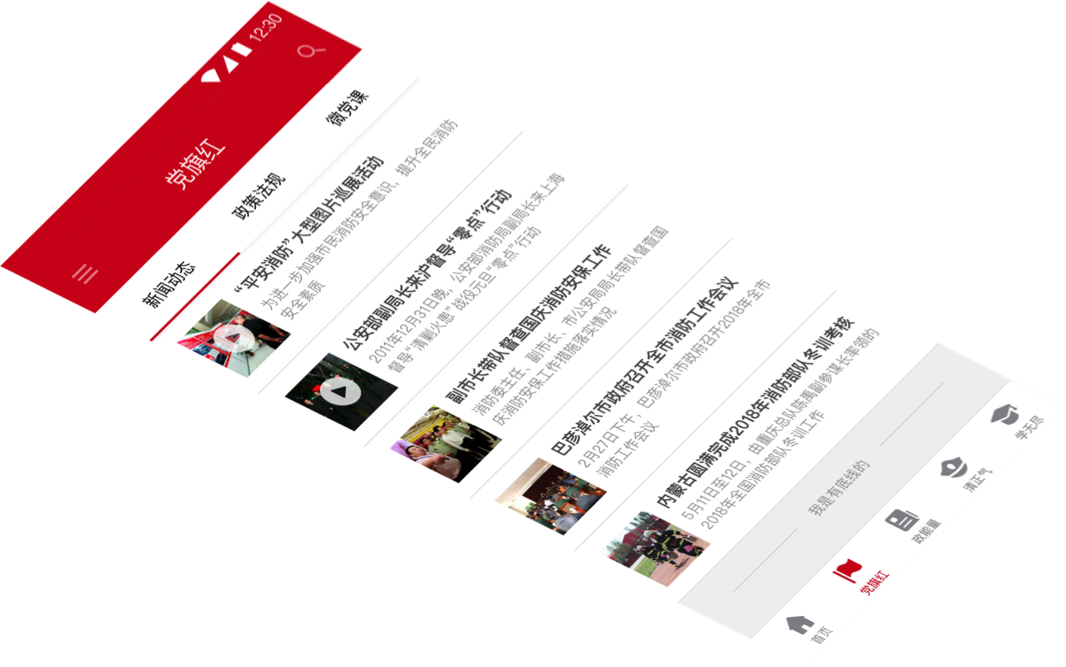 12:30
党旗红
新闻动态
政策法规
微党课
“平安消防”大型图片巡展活动
为进一步加强市民消防安全意识，提升全民消防
安全素质
公安部副局长来沪督导“零点”行动
2011年12月31日晚，公安部消防局副局长来上海
督导“清剿火患”战役元旦“零点”行动
副市长带队督查国庆消防安保工作
消防委主任、副市长、市公安局局长带队督查国
庆消防安保工作措施落实情况
巴彦淖尔市政府召开全市消防工作会议
2月27日下午，巴彦淖尔市政府召开2018年全市
消防工作会议
内蒙古圆满完成2018年消防部队冬训考核
5月11日至12日，由重庆总队陈禹副参谋长率领的
2018年全国消防部队冬训工作
我是有底线的
首页
党旗红
政能量
清正气
学无尽